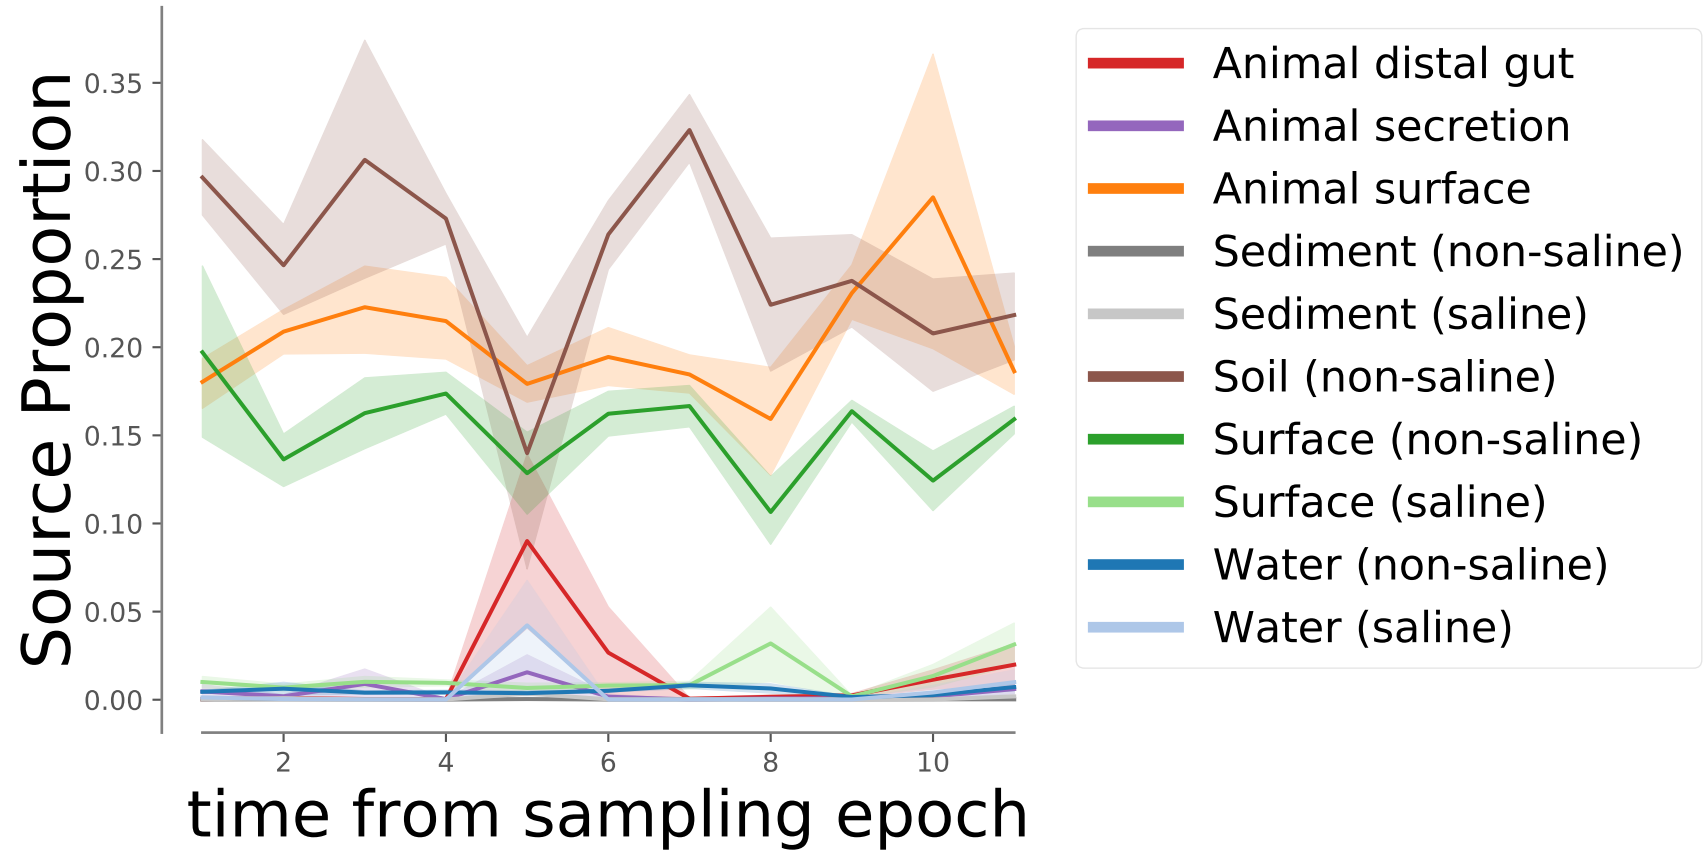 Source Proportion
0.35
0.30
0.25
0.20
0.15
0.10
0.05
0.00
2 4 6 8 10
time from sampling epoch
Animal distal gut
Animal secretion
Animal surface
Sediment (non-saline)
Sediment (saline)
Soil (non-saline)
Surface (non-saline)
Surface (saline)
Water (non-saline)
Water (saline)